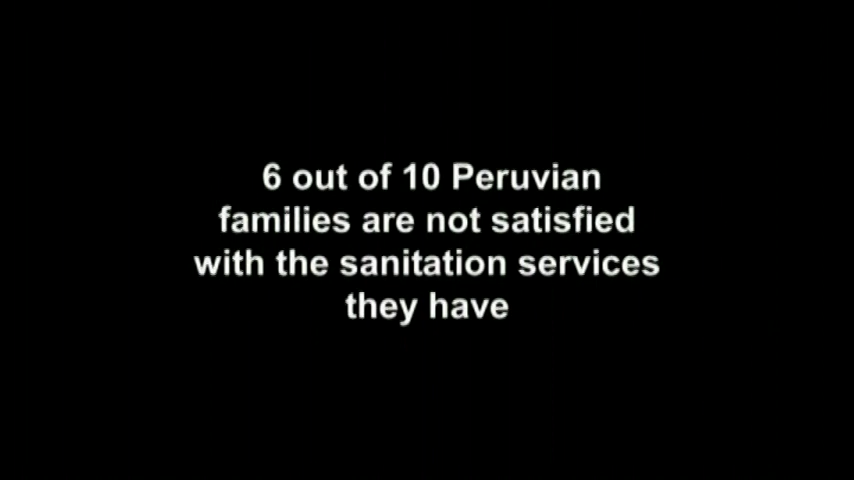 6 out of 10 Peruvian
families are not satisfied
with the sanitation services
they have